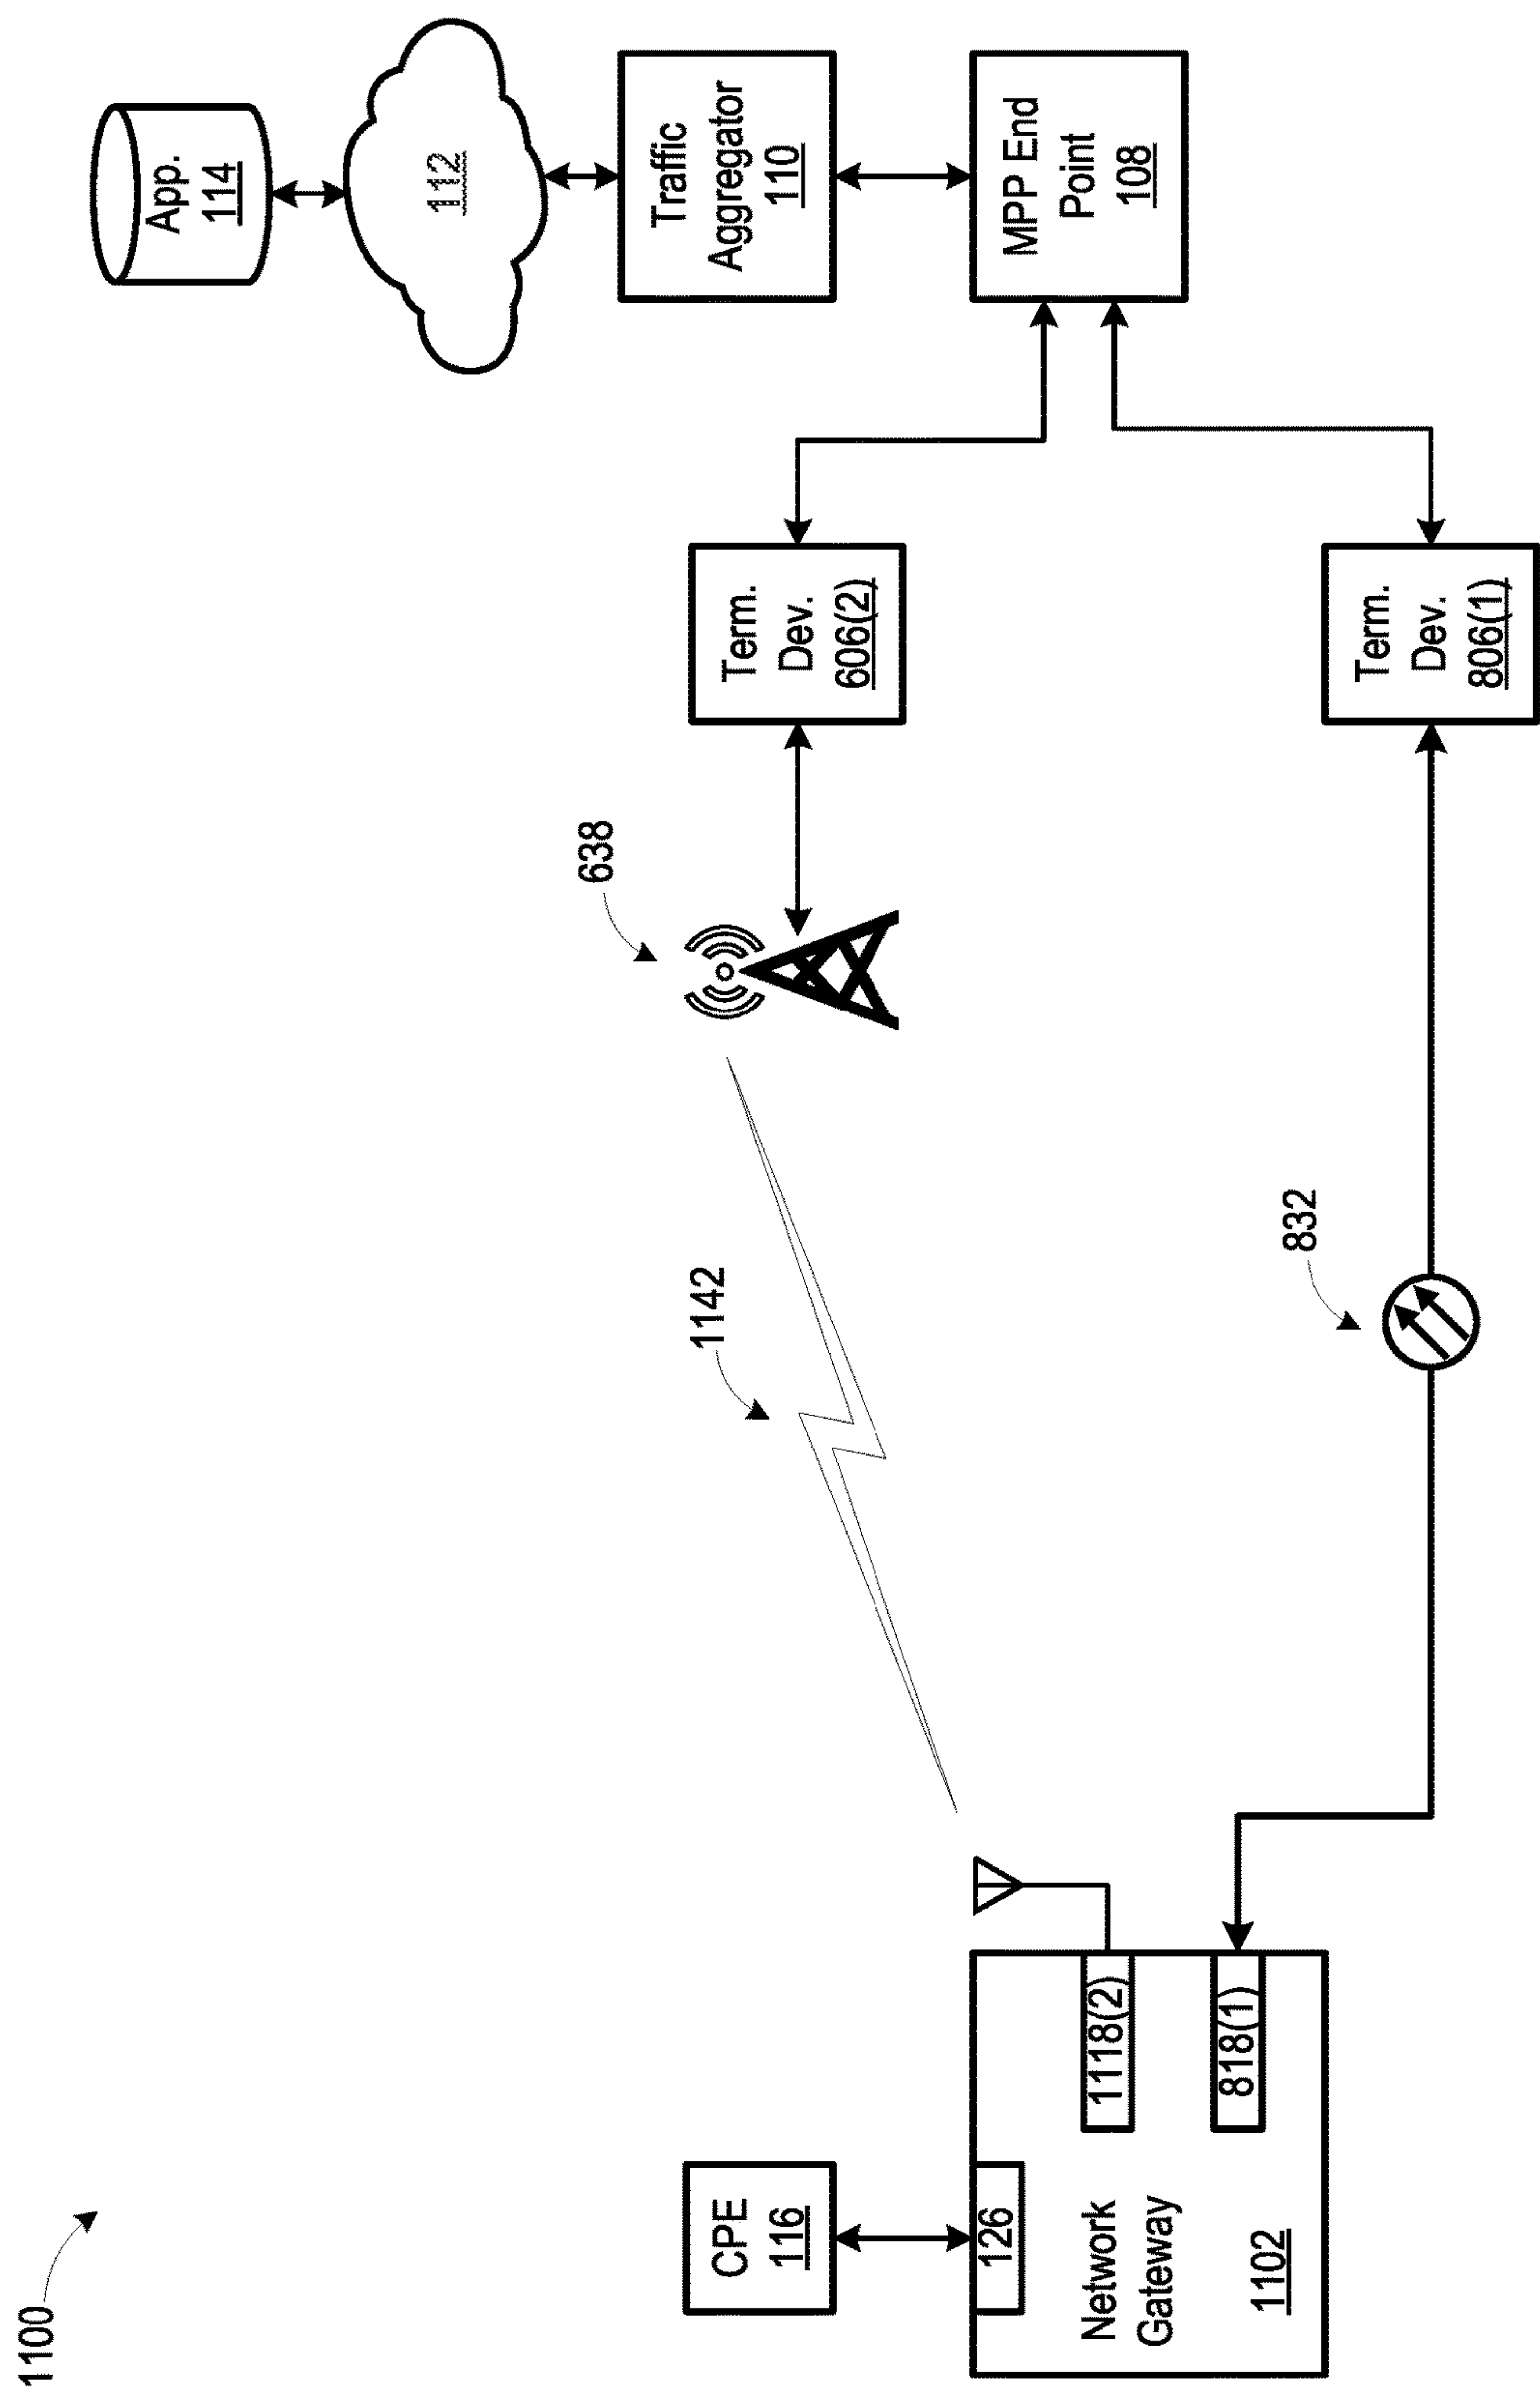 1100
App.
114
112
Traffic
Aggregator
110
MPP End
Point
108
638
Term.
Dev.
606(2)
1142
CPE
116
126
1118(2)
818(1)
Network
Gateway
1102
832
Term.
Dev.
806(1)